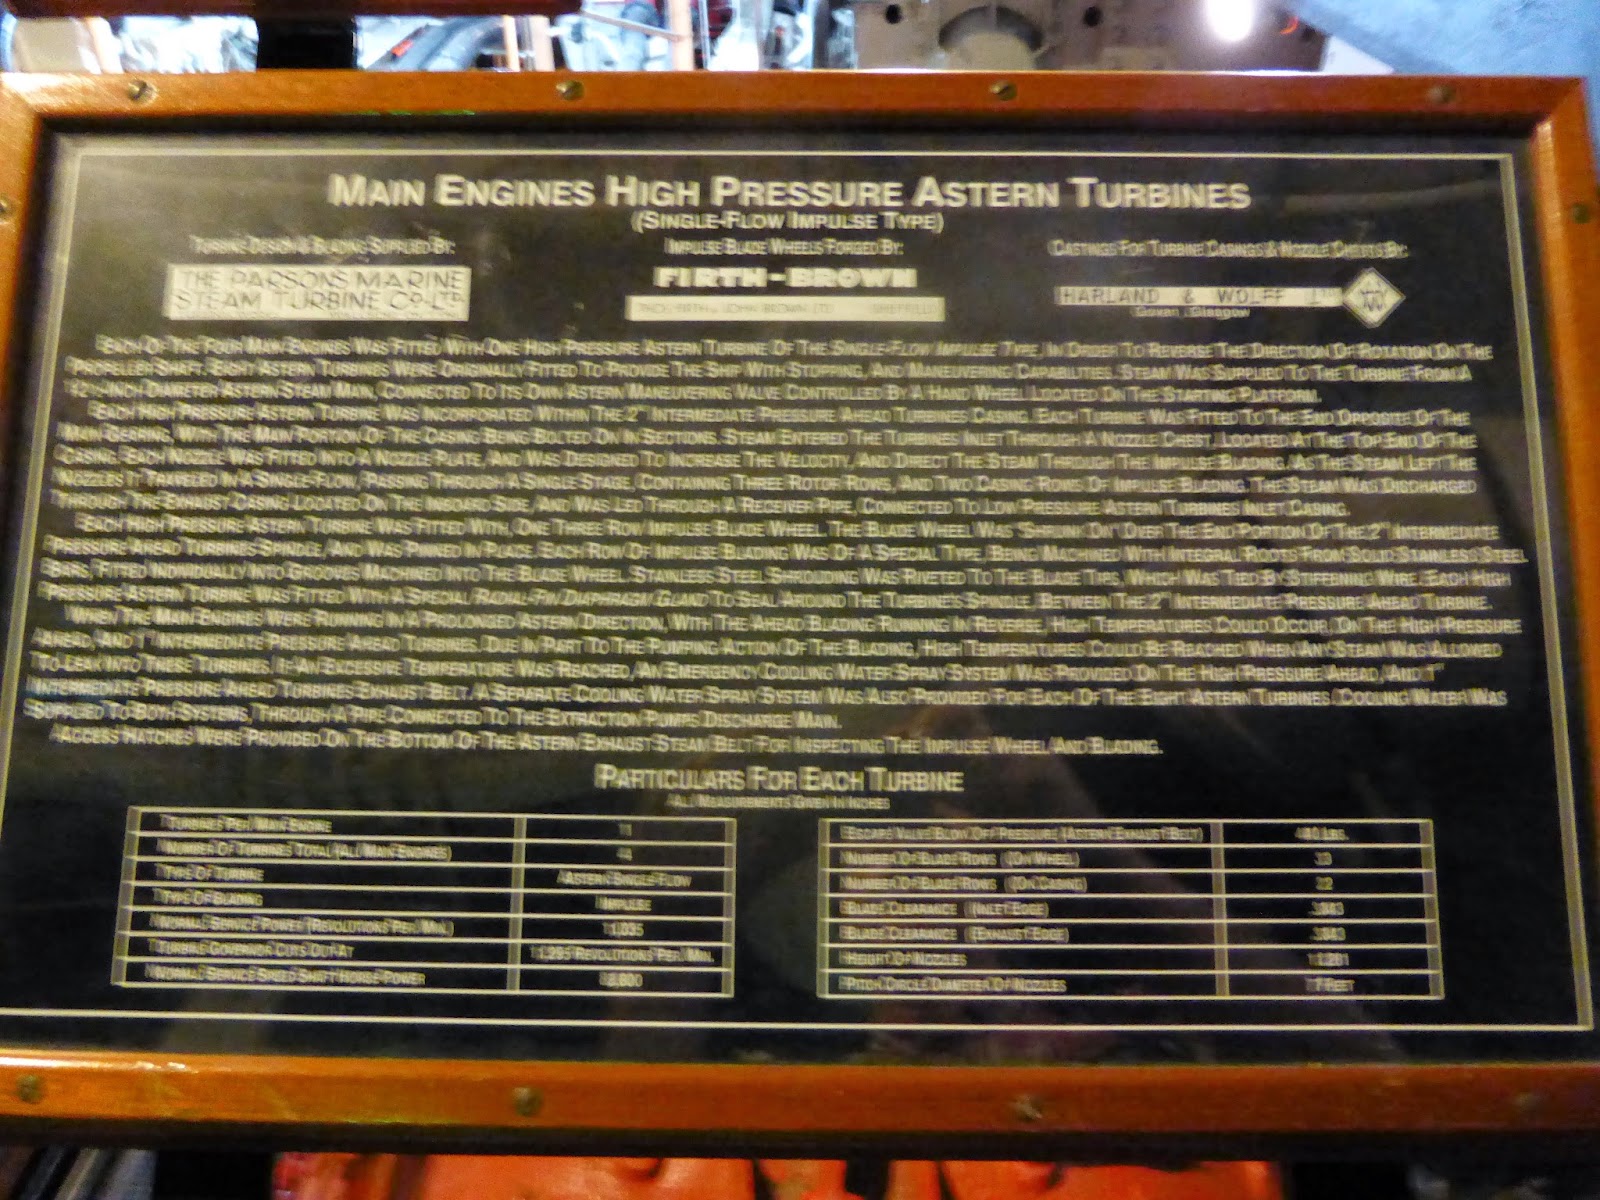 MAIN ENGINES HIGH PRESSURE ASTERN TURBINES
(SINGLE-FLOW IMPULSE TYPE)
TURBINE DESIGN & BLADING SUPPLIED BY:
THE PARSONS MARINE
STEAM TURBINE CO. LTD.
IMPULSE BLADE WHEELS FORGED BY:
FIRTH-BROWN
THOS. FIRTH & JOHN BROWN LTD SHEFFIELD
CASTINGS FOR TURBINE CASINGS & NOZZLE CHESTS BY:
HARLAND & WOLFF LTD
Govan, Glasgow
EACH OF THE FOUR MAIN ENGINES WAS FITTED WITH ONE HIGH PRESSURE ASTERN TURBINE OF THE SINGLE-FLOW IMPULSE TYPE, IN ORDER TO REVERSE THE DIRECTION OF ROTATION ON THE
PROPELLER SHAFT. EIGHT ASTERN TURBINES WERE ORIGINALLY FITTED TO PROVIDE THE SHIP WITH STOPPING, AND MANEUVERING CAPABILITIES. STEAM WAS SUPPLIED TO THE TURBINE FROM A
DIAMETER ASTERN STEAM MAIN, CONNECTED TO ITS OWN ASTERN MANEUVERING VALVE CONTROLLED BY A HAND WHEEL LOCATED ON THE STARTING PLATFORM.
EACH HIGH PRESSURE ASTERN TURBINE WAS INCORPORATED WITHIN THE 2" INTERMEDIATE PRESSURE AHEAD TURBINES CASING. EACH TURBINE WAS FITTED TO THE END OPPOSITE OF THE
MAIN GEARING, WITH THE MAIN PORTION OF THE CASING BEING BOLTED ON IN SECTIONS. STEAM ENTERED THE TURBINES INLET THROUGH A NOZZLE CHEST, LOCATED AT THE TOP END OF THE
CASING. EACH NOZZLE WAS FITTED INTO A NOZZLE PLATE, AND WAS DESIGNED TO INCREASE THE VELOCITY, AND DIRECT THE STEAM THROUGH THE IMPULSE BLADING. AS THE STEAM LEFT THE
NOZZLES IT TRAVELED IN A SINGLE-FLOW, PASSING THROUGH A SINGLE STAGE, CONTAINING THREE ROTOR ROWS, AND TWO CASING ROWS OF IMPULSE BLADING. THE STEAM WAS DISCHARGED
THROUGH THE EXHAUST CASING LOCATED ON THE INBOARD SIDE, AND WAS LED THROUGH A RECEIVER PIPE, CONNECTED TO LOW PRESSURE ASTERN TURBINES INLET CASING.
EACH HIGH PRESSURE ASTERN TURBINE WAS FITTED WITH, ONE THREE ROW IMPULSE BLADE WHEEL. THE BLADE WHEEL WAS "SHRUNK ON" OVER THE END PORTION OF THE 2" INTERMEDIATE
PRESSURE AHEAD TURBINES SPINDLE, AND WAS PINNED IN PLACE. EACH ROW OF IMPULSE BLADING WAS OF A SPECIAL TYPE, BEING MACHINED WITH INTEGRAL ROOTS FROM SOLID STAINLESS STEEL
BARS, FITTED INDIVIDUALLY INTO GROOVES MACHINED INTO THE BLADE WHEEL. STAINLESS STEEL SHROUDING WAS RIVETED TO THE BLADE TIPS, WHICH WAS TIED BY STIFFENING WIRE. EACH HIGH
PRESSURE ASTERN TURBINE WAS FITTED WITH A SPECIAL RADIAL-FIN DIAPHRAGM GLAND TO SEAL AROUND THE TURBINE'S SPINDLE, BETWEEN THE 2" INTERMEDIATE PRESSURE AHEAD TURBINE.
WHEN THE MAIN ENGINES WERE RUNNING IN A PROLONGED ASTERN DIRECTION, WITH THE AHEAD BLADING RUNNING IN REVERSE, HIGH TEMPERATURES COULD OCCUR, ON THE HIGH PRESSURE
AHEAD, AND 1" INTERMEDIATE PRESSURE AHEAD TURBINES. DUE IN PART TO THE PUMPING ACTION OF THE BLADING, HIGH TEMPERATURES COULD BE REACHED WHEN ANY STEAM WAS ALLOWED
TO LEAK INTO THESE TURBINES. IF AN EXCESSIVE TEMPERATURE WAS REACHED, AN EMERGENCY COOLING WATER SPRAY SYSTEM WAS PROVIDED ON THE HIGH PRESSURE AHEAD, AND 1"
INTERMEDIATE PRESSURE AHEAD TURBINES EXHAUST BELT. A SEPARATE COOLING WATER SPRAY SYSTEM WAS ALSO PROVIDED FOR EACH OF THE EIGHT ASTERN TURBINES. COOLING WATER WAS
SUPPLIED TO BOTH SYSTEMS, THROUGH A PIPE CONNECTED TO THE EXTRACTION PUMPS DISCHARGE MAIN.
ACCESS HATCHES WERE PROVIDED ON THE BOTTOM OF THE ASTERN EXHAUST STEAM BELT FOR INSPECTING THE IMPULSE WHEEL AND BLADING.
PARTICULARS FOR EACH TURBINE
ALL MEASUREMENTS GIVEN IN INCHES
TURBINES PER MAIN ENGINE 1
NUMBER OF TURBINES TOTAL (ALL MAIN ENGINES) 4
TYPE OF TURBINE ASTERN SINGLE-FLOW
TYPE OF BLADING IMPULSE
NORMAL SERVICE POWER (REVOLUTIONS PER MIN.) 1,035
TURBINE GOVERNOR CUTS OUT AT 1,295 REVOLUTIONS PER MIN.
NORMAL SERVICE SPEED SHAFT HORSE-POWER
ESCAPE VALVE BLOW OFF PRESSURE (ASTERN EXHAUST BELT) LBS.
NUMBER OF BLADE ROWS (ON WHEEL) 3
NUMBER OF BLADE ROWS (ON CASING) 2
BLADE CLEARANCE (INLET EDGE)
BLADE CLEARANCE (EXHAUST EDGE)
HEIGHT OF NOZZLES
PITCH CIRCLE DIAMETER OF NOZZLES 7 FEET